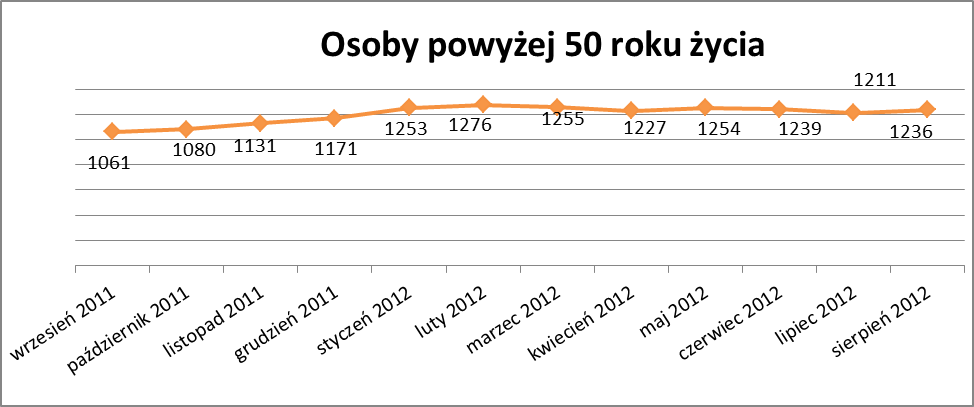 Osoby powyżej 50 roku życia
1061
1080
1131
1171
1253
1276
1255
1227
1254
1239
1211
1236
wrzesień 2011
październik 2011
listopad 2011
grudzień 2011
styczeń 2012
luty 2012
marzec 2012
kwiecień 2012
maj 2012
czerwiec 2012
lipiec 2012
sierpień 2012